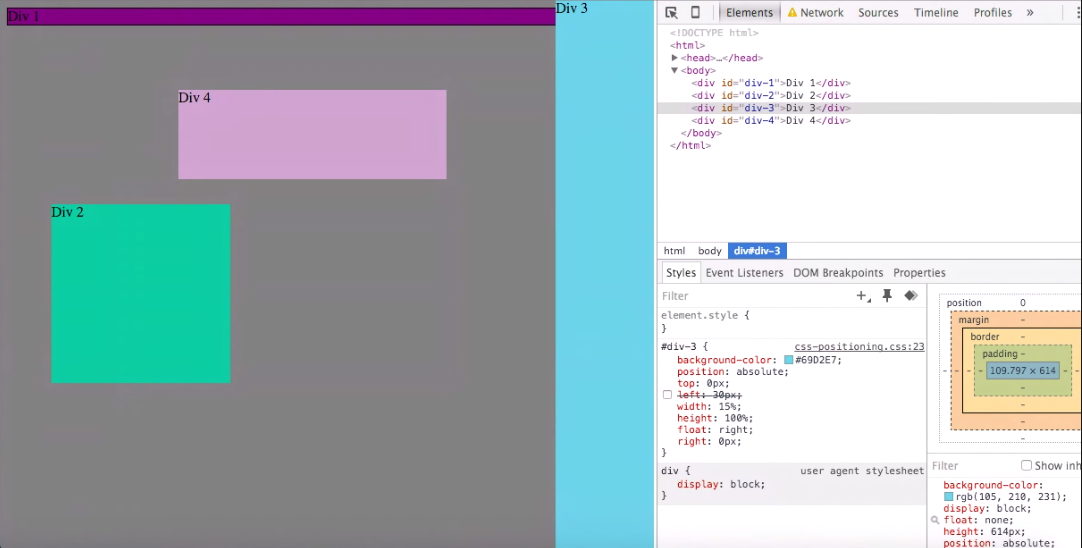 Div 1
Div 3
Div 4
Div 2
Elements Network Sources Timeline Profiles »
<!DOCTYPE html>
<html>
▶<head>…</head>
▼<body>
<div id="div-1">Div 1</div>
<div id="div-2">Div 2</div>
<div id="div-3">Div 3</div>
<div id="div-4">Div 4</div>
</body>
</html>
html body div#div-3
Styles Event Listeners DOM Breakpoints Properties
Filter
element.style {
}
#div-3 { css-positioning.css:23
background-color: #69D2E7;
position: absolute;
top: 0px;
left: 30px;
width: 15%;
height: 100%;
float: right;
right: 0px;
}
div { user agent stylesheet
display: block;
}
position 0
margin -
border -
padding -
- - - 109.797 × 614 - - -
-
-
-
-
Filter Show inh
background-color:
rgb(105, 210, 231);
display: block;
float: none;
height: 614px;
position: absolute;